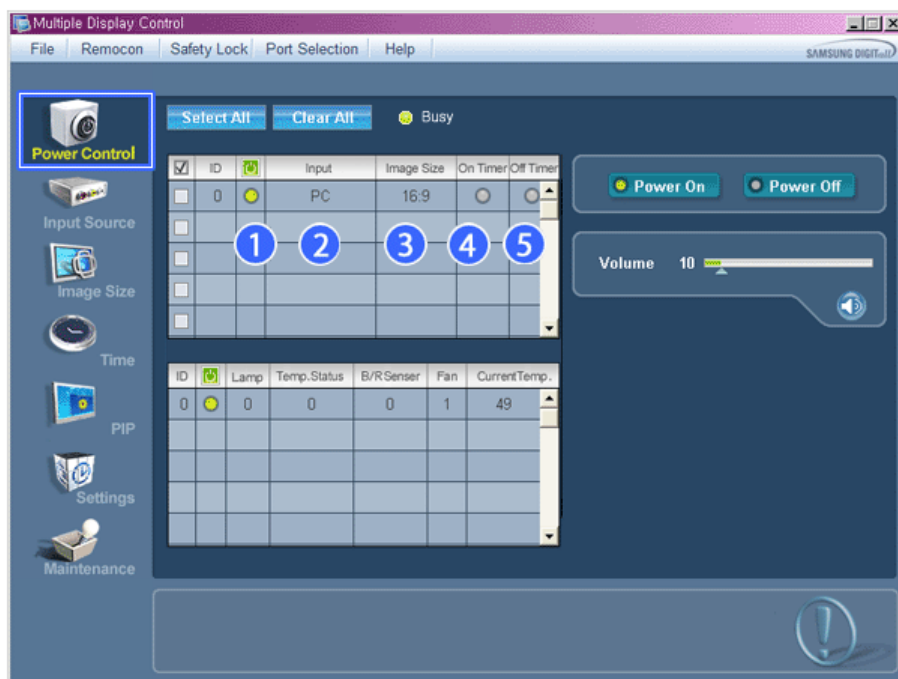 Multiple Display Control
File Remocon Safety Lock Port Selection Help
SAMSUNG DIGITall
Power Control
Input Source
Image Size
Time
PIP
Settings
Maintenance
Select All Clear All Busy
ID Input Image Size On Timer Off Timer
0 PC 16:9
1 2 3 4 5
Power On Power Off
Volume 10
ID Lamp Temp.Status B/RSenser Fan CurrentTemp.
0 0 0 0 1 49